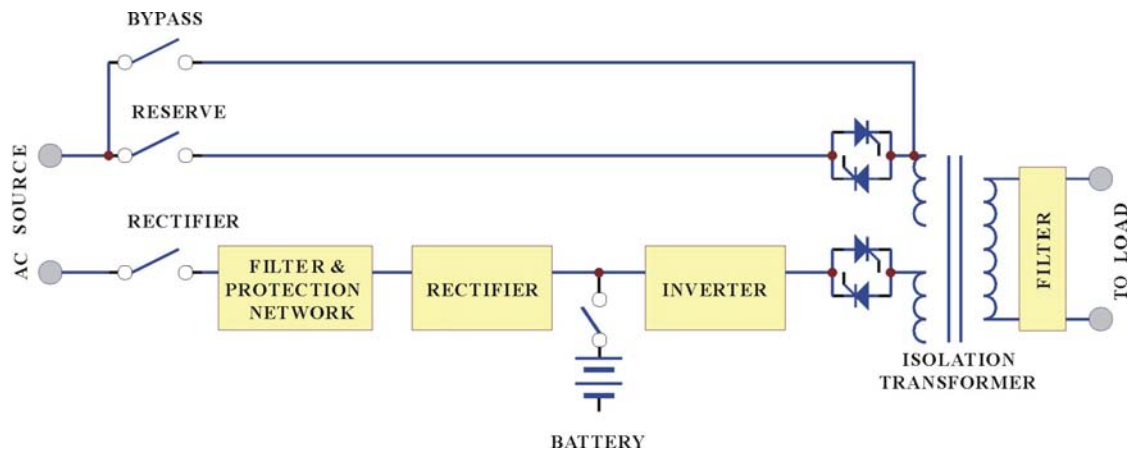 BYPASS
RESERVE
AC SOURCE
RECTIFIER
FILTER &
PROTECTION
NETWORK
RECTIFIER
INVERTER
BATTERY
ISOLATION
TRANSFORMER
FILTER
TO LOAD